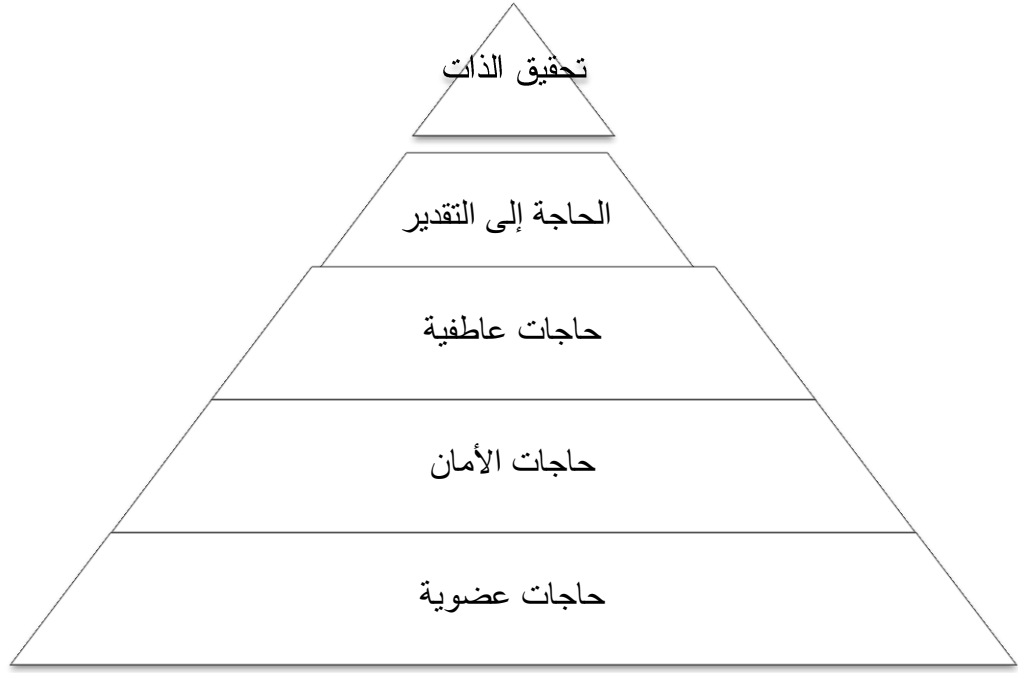 تحقيق الذات
الحاجة إلى التقدير
حاجات عاطفية
حاجات الأمان
حاجات عضوية